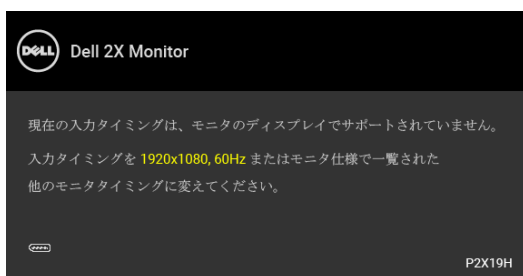 DELL Dell 2X Monitor
現在の入力タイミングは、モニタのディスプレイでサポートされていません。
入力タイミングを 1920x1080, 60Hz またはモニタ仕様で一覧された
他のモニタタイミングに変えてください。
P2X19H